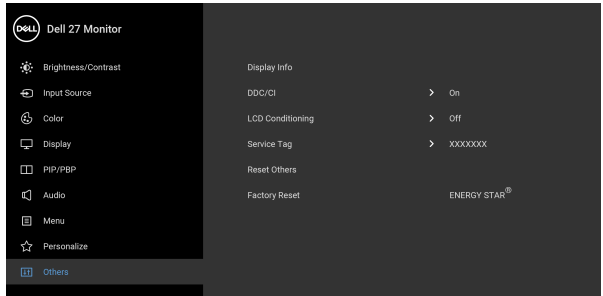 DELL Dell 27 Monitor
Brightness/Contrast
Display Info
Input Source
DDC/CI
On
Color
LCD Conditioning
Off
Display
Service Tag
XXXXXXX
PIP/PBP
Reset Others
Audio
Factory Reset
ENERGY STAR®
Menu
Personalize
Others